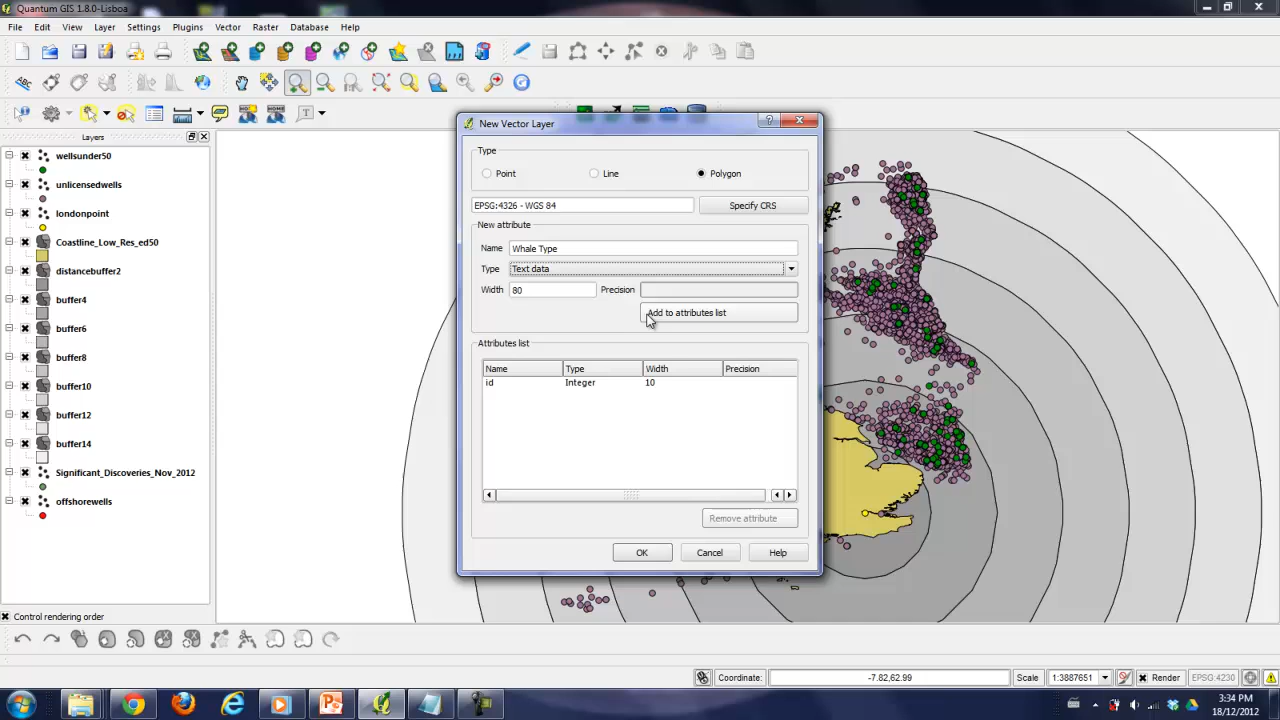 Quantum GIS 1.8.0-Lisboa
File Edit View Layer Settings Plugins Vector Raster Database Help
Layers
wellsunder50
unlicensedwells
londonpoint
Coastline_Low_Res_ed50
distancebuffer2
buffer4
buffer6
buffer8
buffer10
buffer12
buffer14
Significant_Discoveries_Nov_2012
offshorewells
Control rendering order
New Vector Layer
Type
Point Line Polygon
EPSG:4326 - WGS 84 Specify CRS
New attribute
Name Whale Type
Type Text data
Width 80 Precision
Add to attributes list
Attributes list
Name Type Width Precision
id Integer 10
Remove attribute
OK Cancel Help
Coordinate: -7.82,62.99 Scale 1:3887651 Render EPSG:4230
3:34 PM
18/12/2012